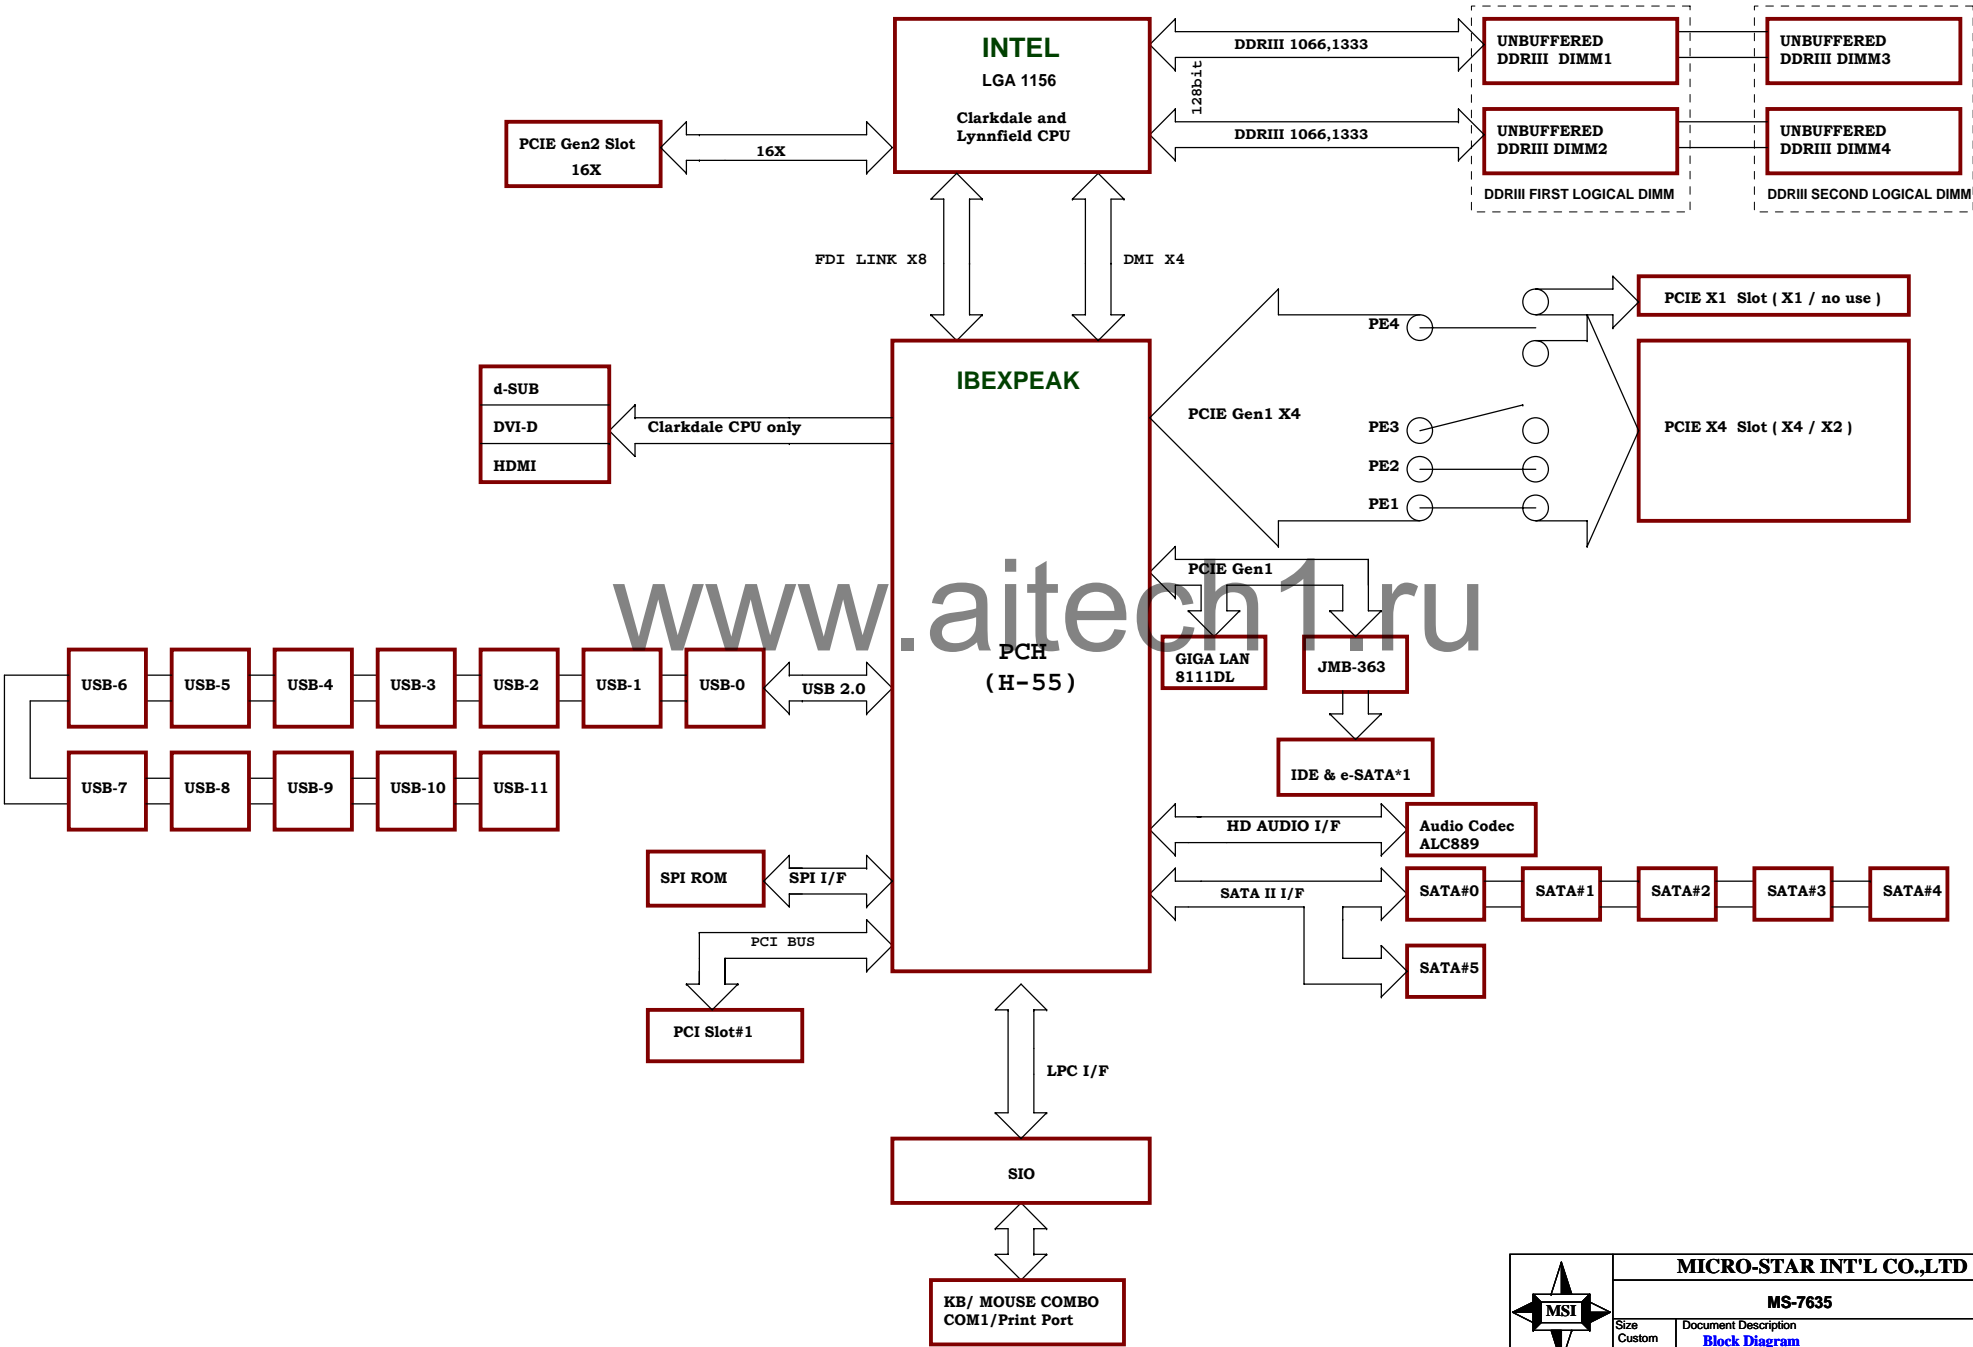 INTEL
LGA 1156
Clarkdale and
Lynnfield CPU
DDRIII 1066,1333
128bit
DDRIII 1066,1333
UNBUFFERED
DDRIII  DIMM1
UNBUFFERED
DDRIII DIMM3
UNBUFFERED
DDRIII DIMM2
UNBUFFERED
DDRIII DIMM4
DDRIII FIRST LOGICAL DIMM
DDRIII SECOND LOGICAL DIMM
PCIE Gen2 Slot
16X
16X
FDI LINK X8
DMI X4
PCIE X1  Slot ( X1 / no use )
PE4
IBEXPEAK
PCIE Gen1 X4
PE3
PE2
PE1
PCIE X4  Slot ( X4 / X2 )
d-SUB
DVI-D
HDMI
Clarkdale CPU only
PCIE Gen1
www.aitech1.ru
PCH
(H-55)
GIGA LAN
8111DL
JMB-363
IDE & e-SATA*1
USB-6
USB-5
USB-4
USB-3
USB-2
USB-1
USB-0
USB 2.0
USB-7
USB-8
USB-9
USB-10
USB-11
HD AUDIO I/F
Audio Codec
ALC889
SPI ROM
SPI I/F
SATA II I/F
SATA#0
SATA#1
SATA#2
SATA#3
SATA#4
SATA#5
PCI BUS
PCI Slot#1
LPC I/F
SIO
KB/ MOUSE COMBO
COM1/Print Port
MSI
MICRO-STAR INT'L CO.,LTD
MS-7635
Size
Custom
Document Description
Block Diagram